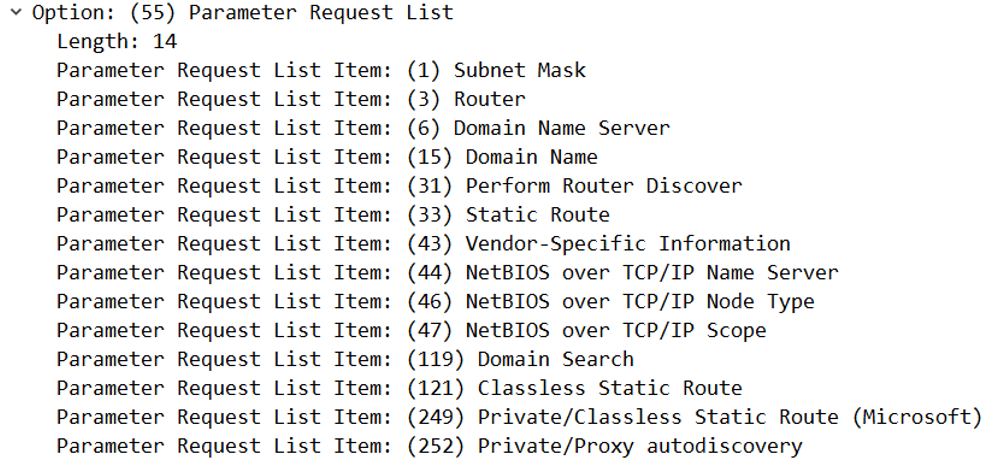 Option: (55) Parameter Request List
Length: 14
Parameter Request List Item: (1) Subnet Mask
Parameter Request List Item: (3) Router
Parameter Request List Item: (6) Domain Name Server
Parameter Request List Item: (15) Domain Name
Parameter Request List Item: (31) Perform Router Discover
Parameter Request List Item: (33) Static Route
Parameter Request List Item: (43) Vendor-Specific Information
Parameter Request List Item: (44) NetBIOS over TCP/IP Name Server
Parameter Request List Item: (46) NetBIOS over TCP/IP Node Type
Parameter Request List Item: (47) NetBIOS over TCP/IP Scope
Parameter Request List Item: (119) Domain Search
Parameter Request List Item: (121) Classless Static Route
Parameter Request List Item: (249) Private/Classless Static Route (Microsoft)
Parameter Request List Item: (252) Private/Proxy autodiscovery